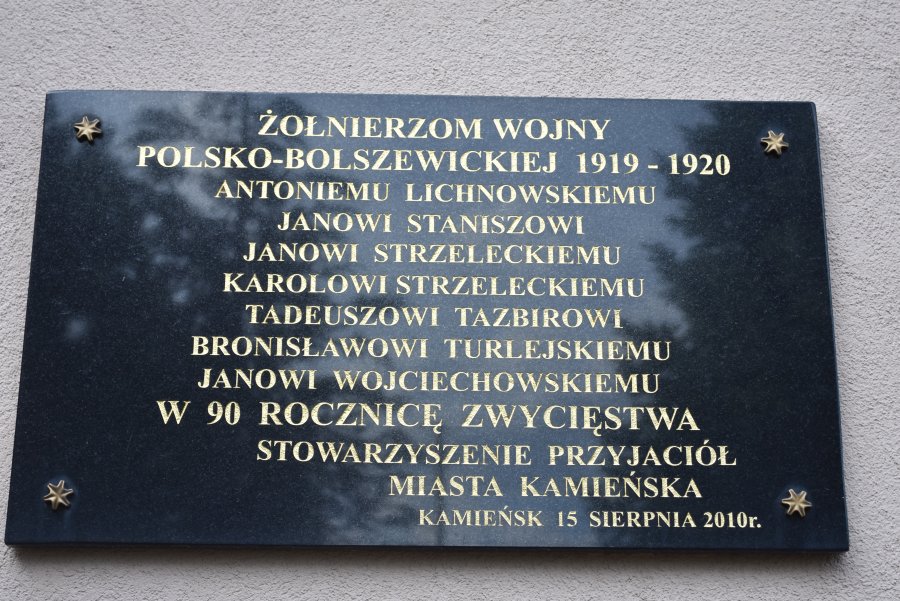 ŻOŁNIERZOM WOJNY
POLSKO-BOLSZEWICKIEJ 1919 - 1920
ANTONIEMU LICHNOWSKIEMU
JANOWI STANISZOWI
JANOWI STRZELECKIEMU
KAROLOWI STRZELECKIEMU
TADEUSZOWI TAZBIROWI
BRONISŁAWOWI TURLEJSKIEMU
JANOWI WOJCIECHOWSKIEMU
W 90 ROCZNICĘ ZWYCIĘSTWA
STOWARZYSZENIE PRZYJACIÓŁ
MIASTA KAMIEŃSKA
KAMIEŃSK 15 SIERPNIA 2010r.